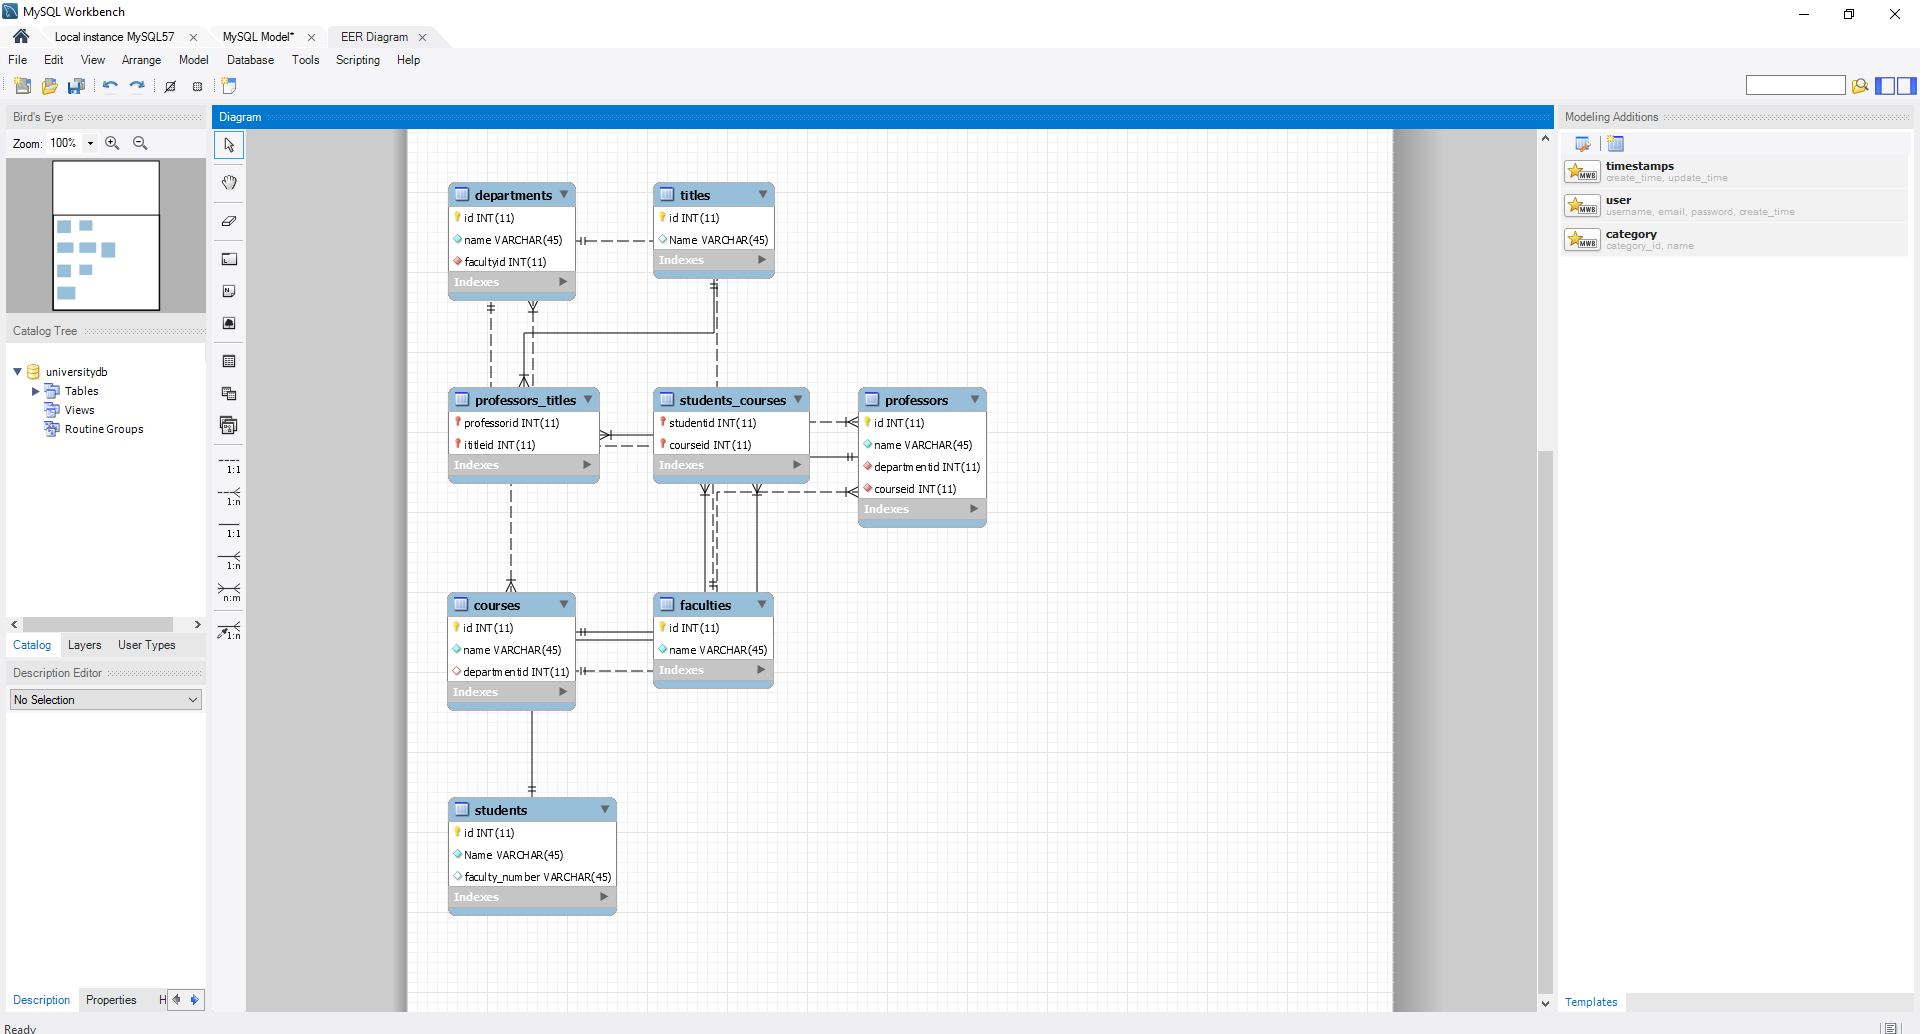 MySQL Workbench
Local instance MySQL57
MySQL Model*
EER Diagram
File Edit View Arrange Model Database Tools Scripting Help
Bird's Eye
Zoom: 100%
Catalog Tree
universitydb
Tables
Views
Routine Groups
Catalog Layers User Types
Description Editor
No Selection
Description Properties H
Ready
1:1
1:n
1:1
1:n
n:m
1:n
Diagram
departments
id INT(11)
name VARCHAR(45)
facultyid INT(11)
Indexes
titles
id INT(11)
Name VARCHAR(45)
Indexes
professors_titles
professorid INT(11)
ititleid INT(11)
Indexes
students_courses
studentid INT(11)
courseid INT(11)
Indexes
professors
id INT(11)
name VARCHAR(45)
departmentid INT(11)
courseid INT(11)
Indexes
courses
id INT(11)
name VARCHAR(45)
departmentid INT(11)
Indexes
faculties
id INT(11)
name VARCHAR(45)
Indexes
students
id INT(11)
Name VARCHAR(45)
faculty_number VARCHAR(45)
Indexes
Modeling Additions
MWB
timestamps
create_time, update_time
MWB
user
username, email, password, create_time
MWB
category
category_id, name
Templates